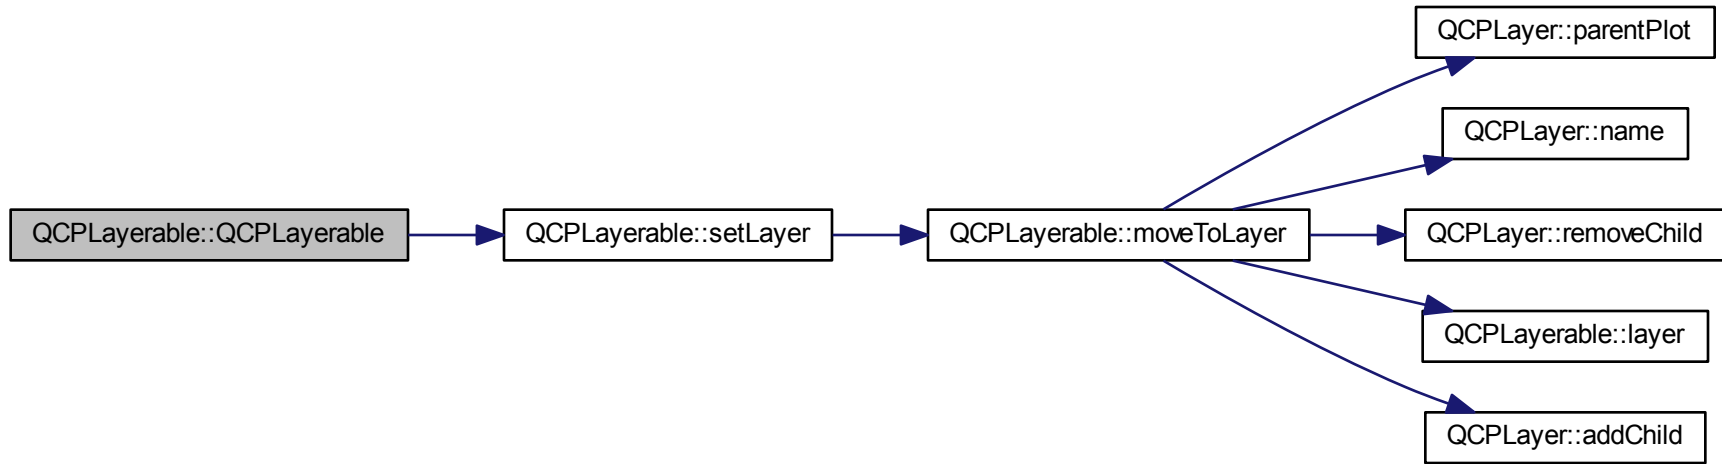 QCPLayer::parentPlot
QCPLayer::name
QCPLayerable::QCPLayerable
QCPLayerable::setLayer
QCPLayerable::moveToLayer
QCPLayer::removeChild
QCPLayerable::layer
QCPLayer::addChild